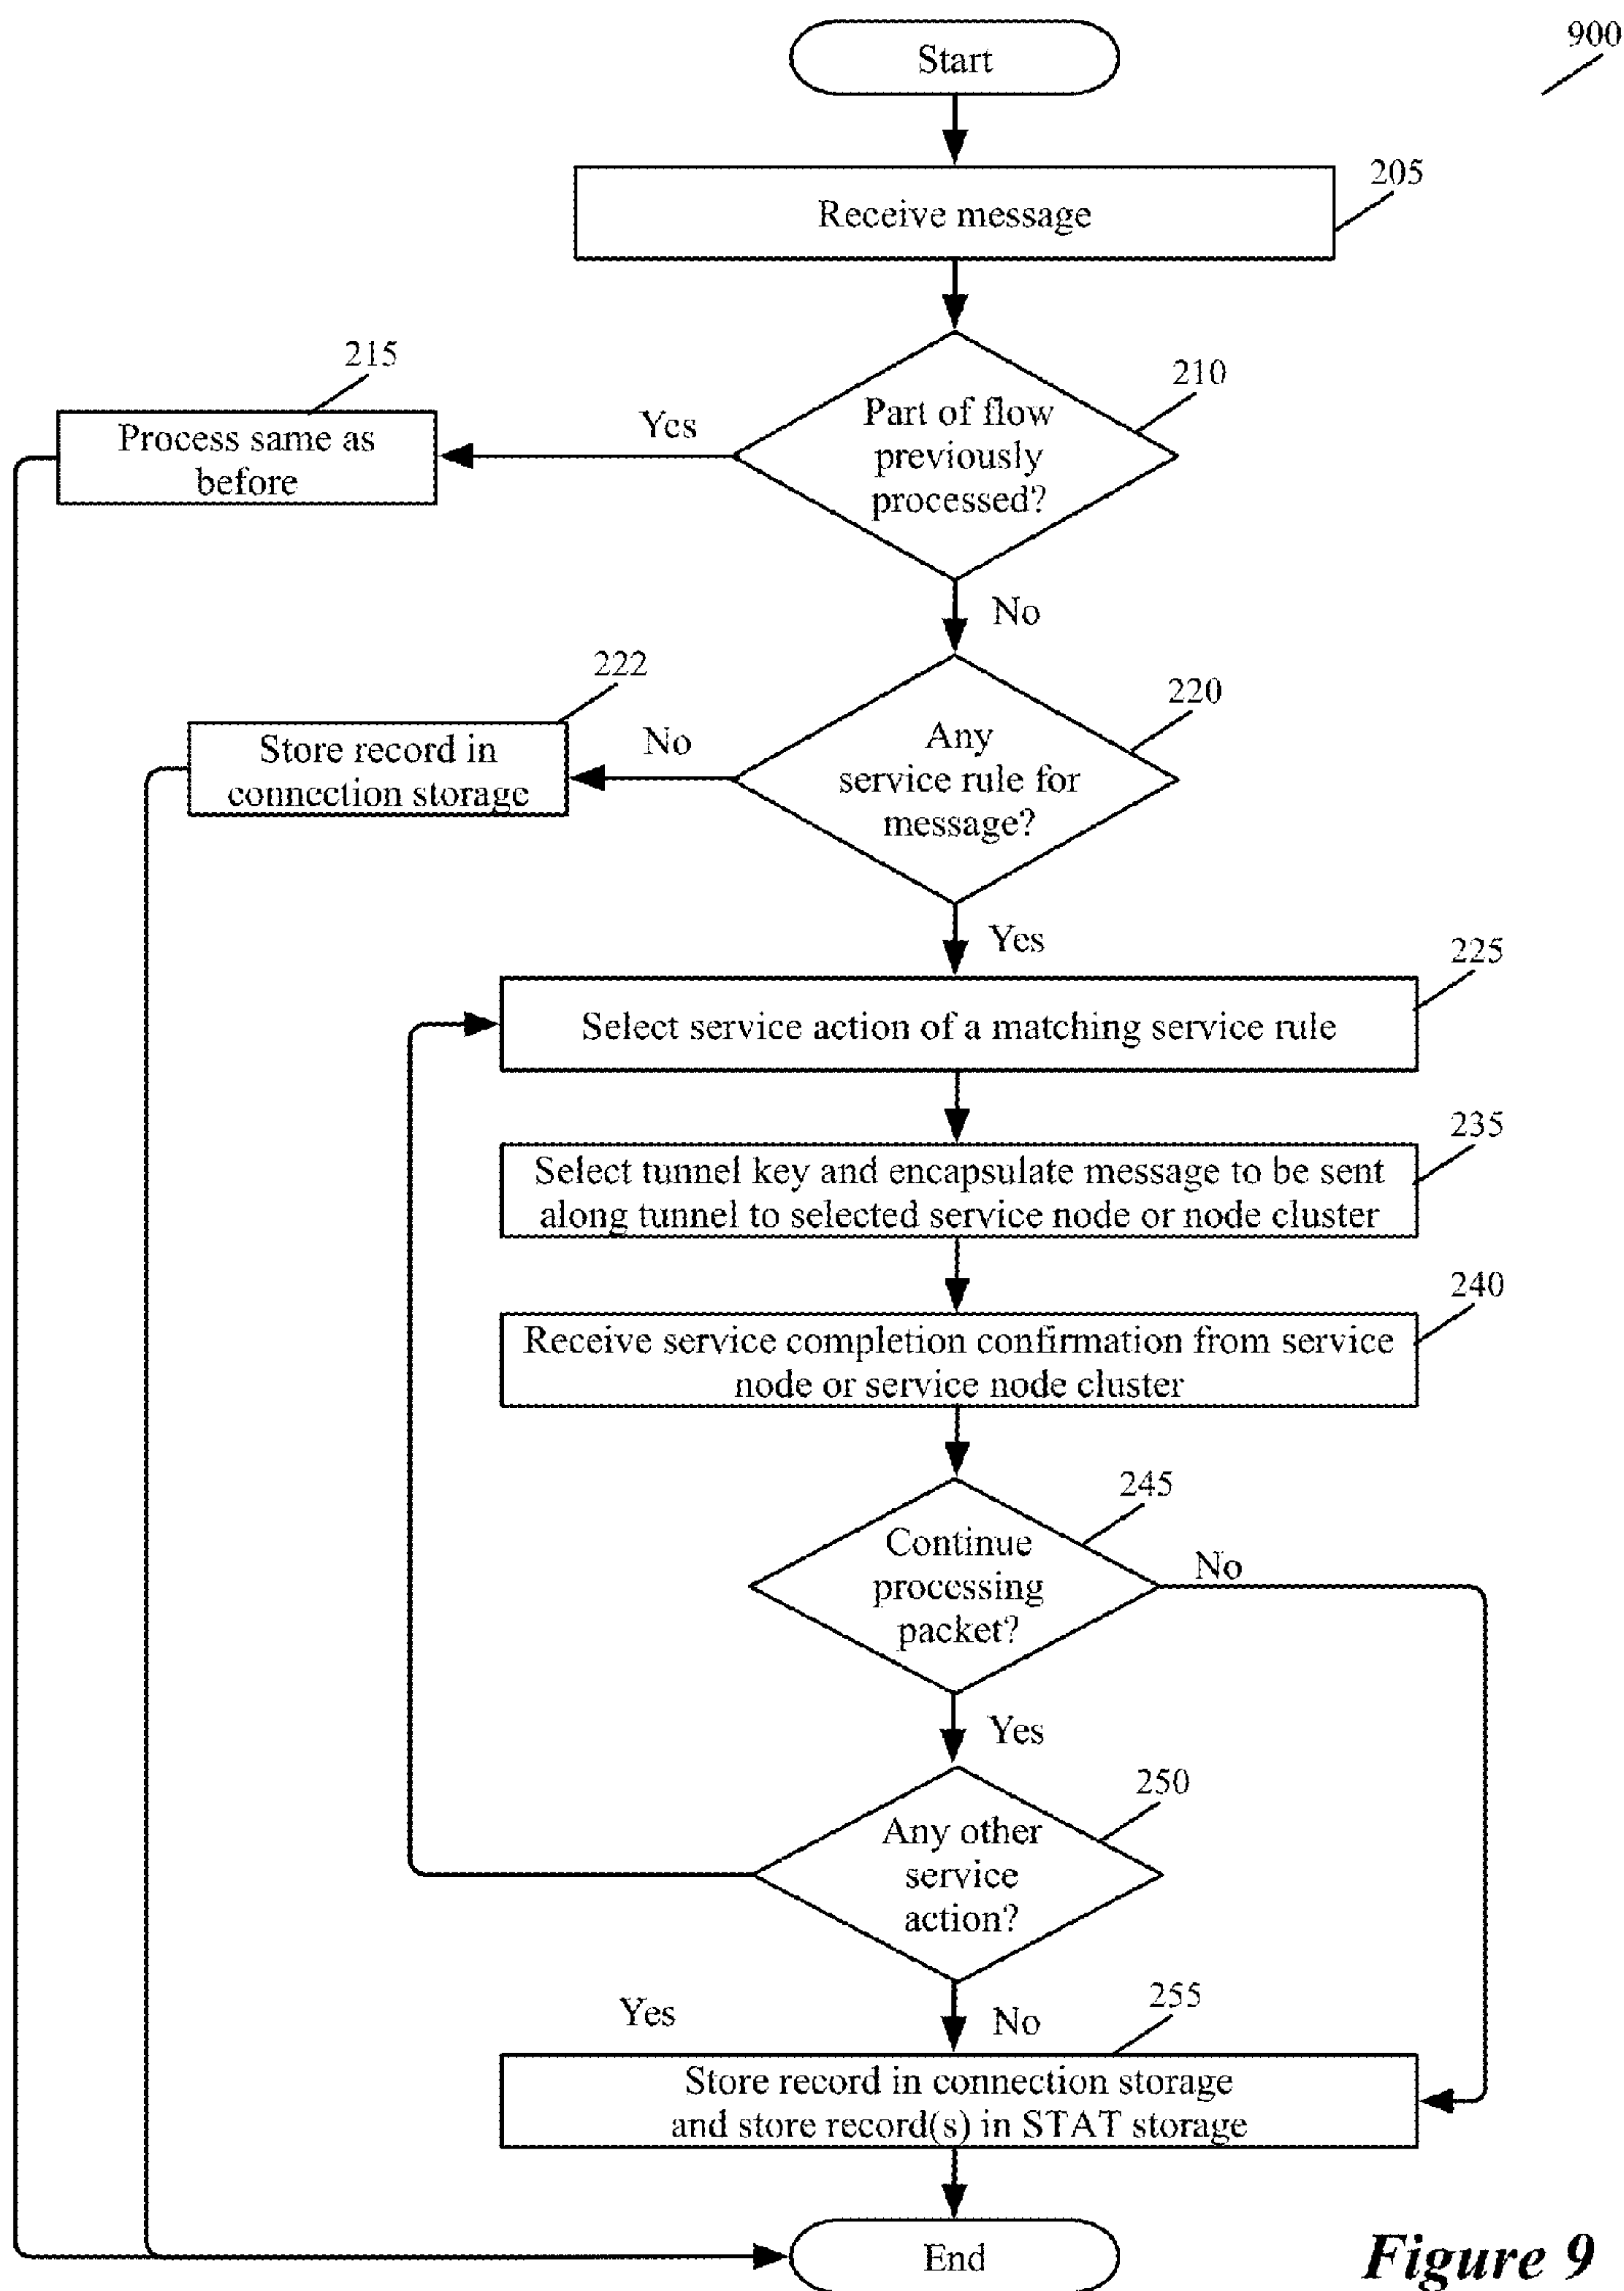 900
Start
205
Receive message
215
210
Process same as
before
Yes
Part of flow
previously
processed?
No
222
220
Store record in
connection storage
No
Any
service rule for
message?
Yes
225
Select service action of a matching service rule
235
Select tunnel key and encapsulate message to be sent
along tunnel to selected service node or node cluster
240
Receive service completion confirmation from service
node or service node cluster
245
Continue
processing
packet?
No
Yes
250
Any other
service
action?
Yes
No
255
Store record in connection storage
and store record(s) in STAT storage
End
Figure 9